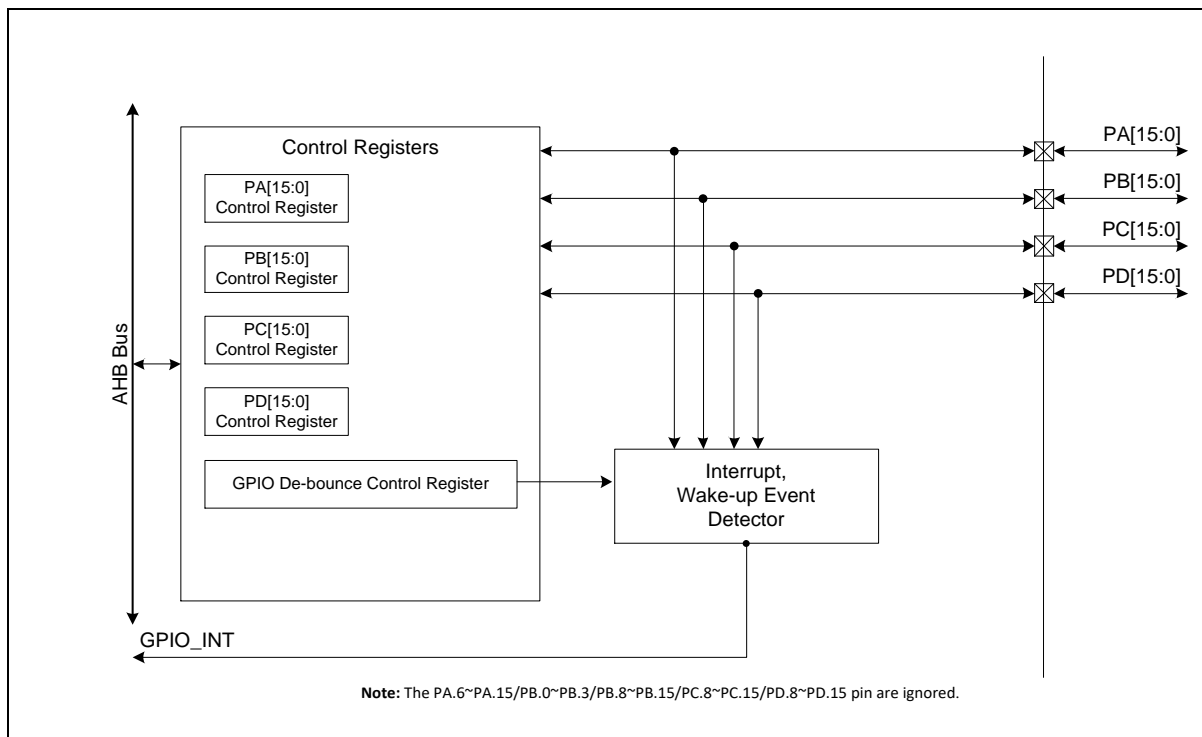 Control Registers
PA[15:0]
Control Register
PB[15:0]
Control Register
PC[15:0]
Control Register
PD[15:0]
Control Register
GPIO De-bounce Control Register
AHB Bus
PA[15:0]
PB[15:0]
PC[15:0]
PD[15:0]
Interrupt,
Wake-up Event
Detector
GPIO_INT
Note: The PA.6~PA.15/PB.0~PB.3/PB.8~PB.15/PC.8~PC.15/PD.8~PD.15 pin are ignored.